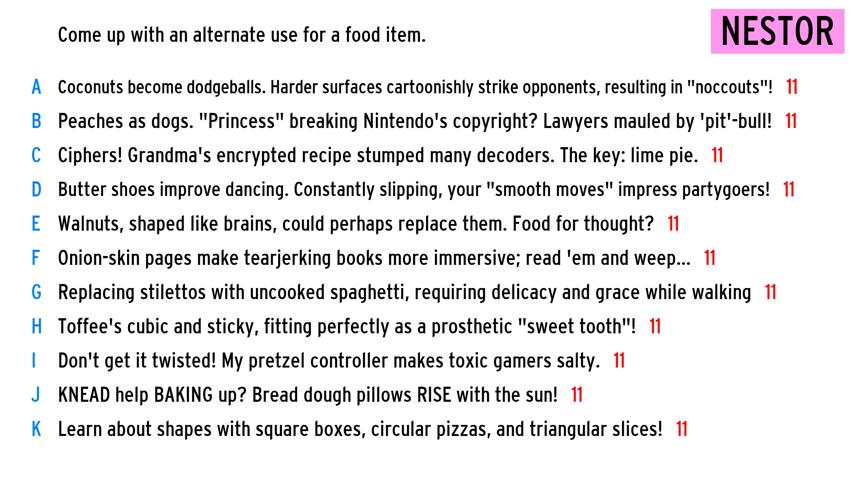 Come up with an alternate use for a food item.
NESTOR
A Coconuts become dodgeballs. Harder surfaces cartoonishly strike opponents, resulting in "noccouts"! 11
B Peaches as dogs. "Princess" breaking Nintendo's copyright? Lawyers mauled by 'pit'-bull! 11
C Ciphers! Grandma's encrypted recipe stumped many decoders. The key: lime pie. 11
D Butter shoes improve dancing. Constantly slipping, your "smooth moves" impress partygoers! 11
E Walnuts, shaped like brains, could perhaps replace them. Food for thought? 11
F Onion-skin pages make tearjerking books more immersive; read 'em and weep... 11
G Replacing stilettos with uncooked spaghetti, requiring delicacy and grace while walking 11
H Toffee's cubic and sticky, fitting perfectly as a prosthetic "sweet tooth"! 11
I Don't get it twisted! My pretzel controller makes toxic gamers salty. 11
J KNEAD help BAKING up? Bread dough pillows RISE with the sun! 11
K Learn about shapes with square boxes, circular pizzas, and triangular slices! 11